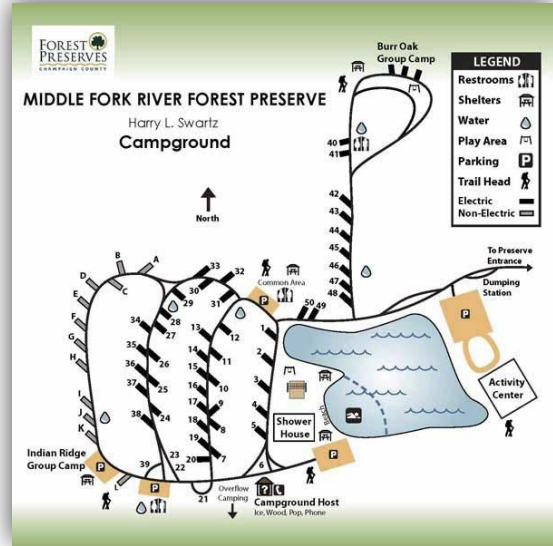 FOREST
PRESERVES
CHAMPAIGN COUNTY
MIDDLE FORK RIVER FOREST PRESERVE
Harry L. Swartz
Campground
North
Burr Oak
Group Camp
LEGEND
Restrooms
Shelters
Water
Play Area
Parking
P
Trail Head
Electric
Non-Electric
40
41
42
43
44
45
46
47
48
To Preserve
Entrance
Dumping
Station
P
Activity
Center
50
49
Common Area
P
33
32
30
31
29
28
27
B
A
D
C
E
F
G
H
I
J
K
L
34
35
36
37
38
26
25
24
13
14
15
16
17
18
19
20
12
11
10
9
8
7
1
2
3
4
5
6
Beach
Shower
House
P
Indian Ridge
Group Camp
P
39
23
22
21
P
Overflow
Camping
Campground Host
Ice, Wood, Pop, Phone